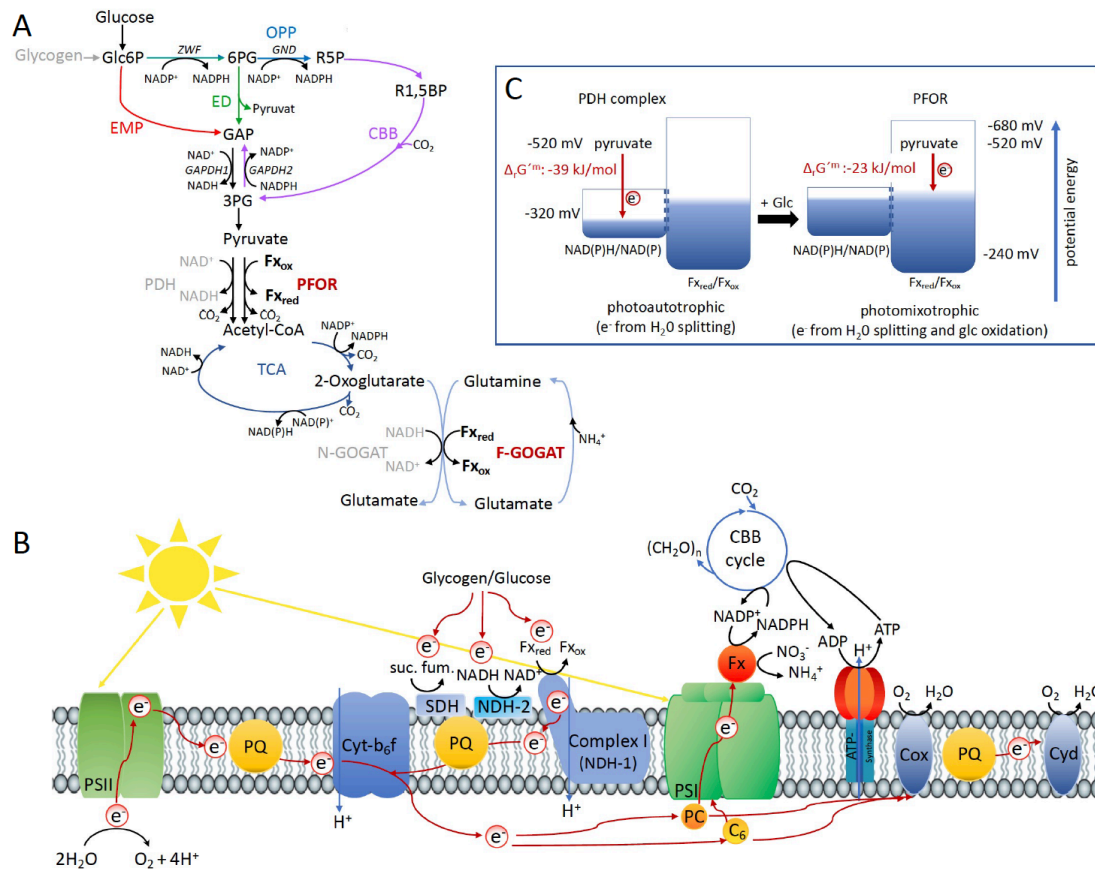 A
Glucose
Glycogen
Glc6P
ZWF
NADP⁺
NADPH
6PG
OPP
GND
NADP⁺
NADPH
R5P
R1,5BP
ED
Pyruvat
EMP
GAP
CBB
CO₂
NAD⁺
GAPDH1
NADH
NADP⁺
GAPDH2
NADPH
3PG
Pyruvate
NAD⁺
Fxox
PDH
PFOR
NADH
Fxred
CO₂
CO₂
Acetyl-CoA
NADP⁺
NADPH
CO₂
NADH
NAD⁺
TCA
2-Oxoglutarate
CO₂
NAD(P)⁺
NAD(P)H
Glutamine
NADH
Fxred
N-GOGAT
F-GOGAT
NAD⁺
Fxox
NH₄⁺
Glutamate
Glutamate
C
PDH complex
PFOR
-520 mV
pyruvate
ΔrG´m: -39 kJ/mol
e⁻
-320 mV
NAD(P)H/NAD(P)
Fxred/Fxox
photoautotrophic
(e⁻ from H₂O splitting)
+ Glc
-680 mV
-520 mV
pyruvate
ΔrG´m: -23 kJ/mol
e⁻
-240 mV
NAD(P)H/NAD(P)
Fxred/Fxox
photomixotrophic
(e⁻ from H₂O splitting and glc oxidation)
potential energy
B
CO₂
CBB
cycle
(CH₂O)n
Glycogen/Glucose
e⁻
e⁻
e⁻
suc. fum.
NADH NAD⁺
Fxred
Fxox
NADP⁺
NADPH
Fx
NO₃⁻
NH₄⁺
ADP
ATP
H⁺
O₂
H₂O
O₂
H₂O
PSII
e⁻
e⁻
PQ
e⁻
Cyt-b₆f
SDH
NDH-2
PQ
e⁻
e⁻
Complex I
(NDH-1)
PSI
e⁻
ATP-
Synthase
Cox
PQ
e⁻
Cyd
e⁻
2H₂O
O₂ + 4H⁺
H⁺
H⁺
e⁻
PC
C₆